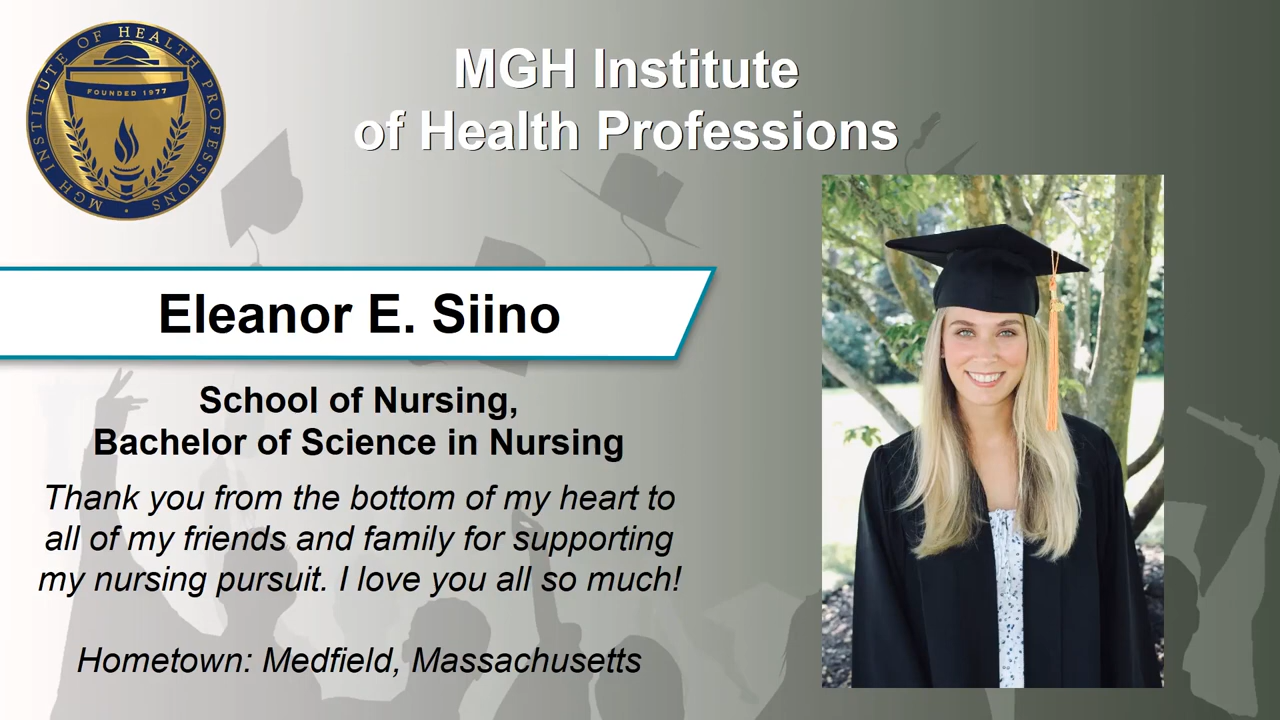 MGH INSTITUTE OF HEALTH PROFESSIONS
FOUNDED 1977
MGH Institute
of Health Professions
Eleanor E. Siino
School of Nursing,
Bachelor of Science in Nursing
Thank you from the bottom of my heart to
all of my friends and family for supporting
my nursing pursuit. I love you all so much!
Hometown: Medfield, Massachusetts